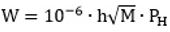 W = 10⁻⁶ · h√M · P_H